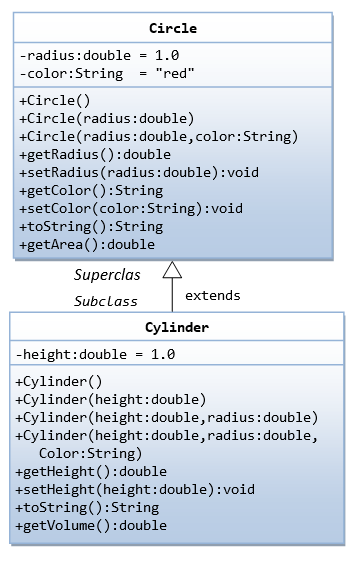 Circle
-radius:double = 1.0
-color:String  = "red"
+Circle()
+Circle(radius:double)
+Circle(radius:double,color:String)
+getRadius():double
+setRadius(radius:double):void
+getColor():String
+setColor(color:String):void
+toString():String
+getArea():double
Superclas
Subclass
extends
Cylinder
-height:double = 1.0
+Cylinder()
+Cylinder(height:double)
+Cylinder(height:double,radius:double)
+Cylinder(height:double,radius:double,
Color:String)
+getHeight():double
+setHeight(height:double):void
+toString():String
+getVolume():double